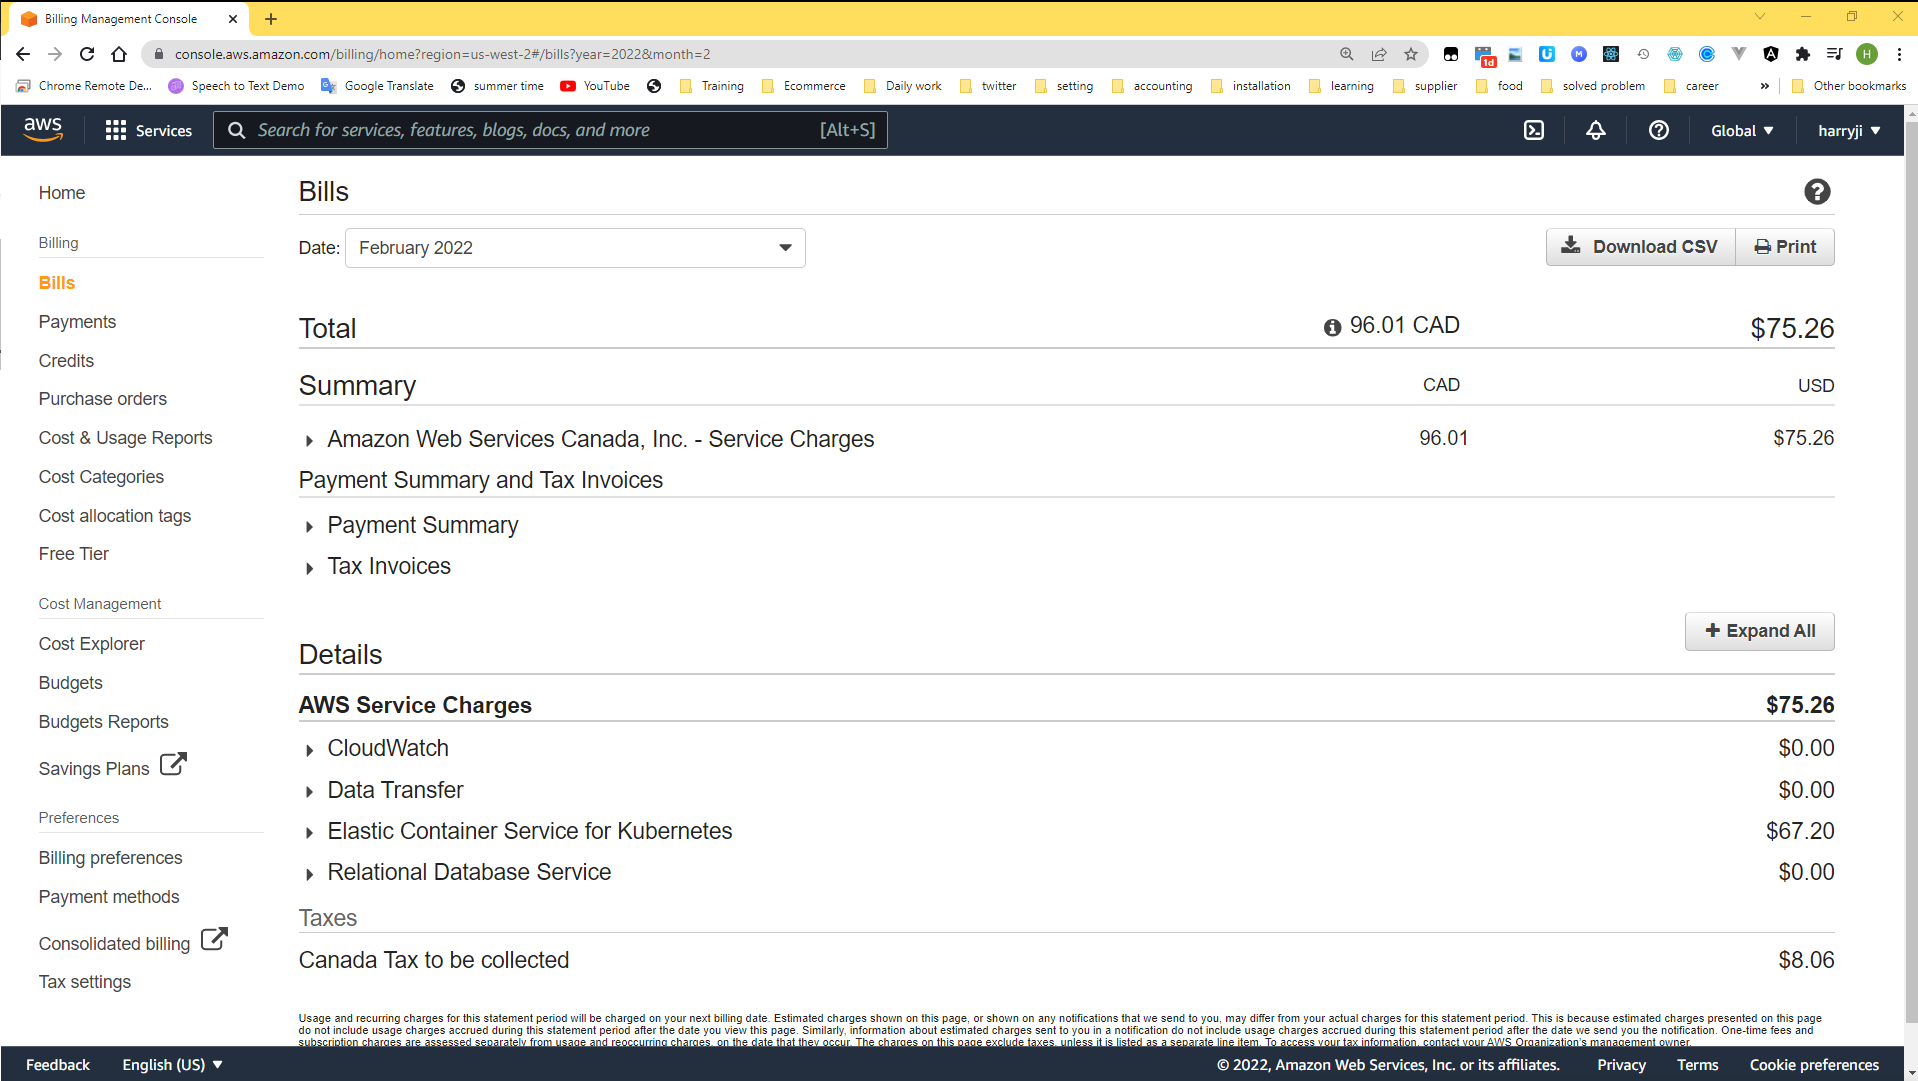 Billing Management Console
console.aws.amazon.com/billing/home?region=us-west-2#/bills?year=2022&month=2
1d
M
H
Chrome Remote De...
Speech to Text Demo
Google Translate
summer time
YouTube
Training
Ecommerce
Daily work
twitter
setting
accounting
installation
learning
supplier
food
solved problem
career
»
Other bookmarks
aws
Services
Search for services, features, blogs, docs, and more [Alt+S]
Global
harryji
Home
Billing
Bills
Payments
Credits
Purchase orders
Cost & Usage Reports
Cost Categories
Cost allocation tags
Free Tier
Cost Management
Cost Explorer
Budgets
Budgets Reports
Savings Plans
Preferences
Billing preferences
Payment methods
Consolidated billing
Tax settings
Bills
Date: February 2022
Download CSV
Print
Total 96.01 CAD $75.26
Summary CAD USD
Amazon Web Services Canada, Inc. - Service Charges 96.01 $75.26
Payment Summary and Tax Invoices
Payment Summary
Tax Invoices
Expand All
Details
AWS Service Charges $75.26
CloudWatch $0.00
Data Transfer $0.00
Elastic Container Service for Kubernetes $67.20
Relational Database Service $0.00
Taxes
Canada Tax to be collected $8.06
Usage and recurring charges for this statement period will be charged on your next billing date. Estimated charges shown on this page, or shown on any notifications that we send to you, may differ from your actual charges for this statement period. This is because estimated charges presented on this page
do not include usage charges accrued during this statement period after the date you view this page. Similarly, information about estimated charges sent to you in a notification do not include usage charges accrued during this statement period after the date we send you the notification. One-time fees and
subscription charges are assessed separately from usage and reoccurring charges, on the date that they occur. The charges on this page exclude taxes, unless it is listed as a separate line item. To access your tax information, contact your AWS Organization's management owner.
Feedback
English (US)
© 2022, Amazon Web Services, Inc. or its affiliates.
Privacy
Terms
Cookie preferences